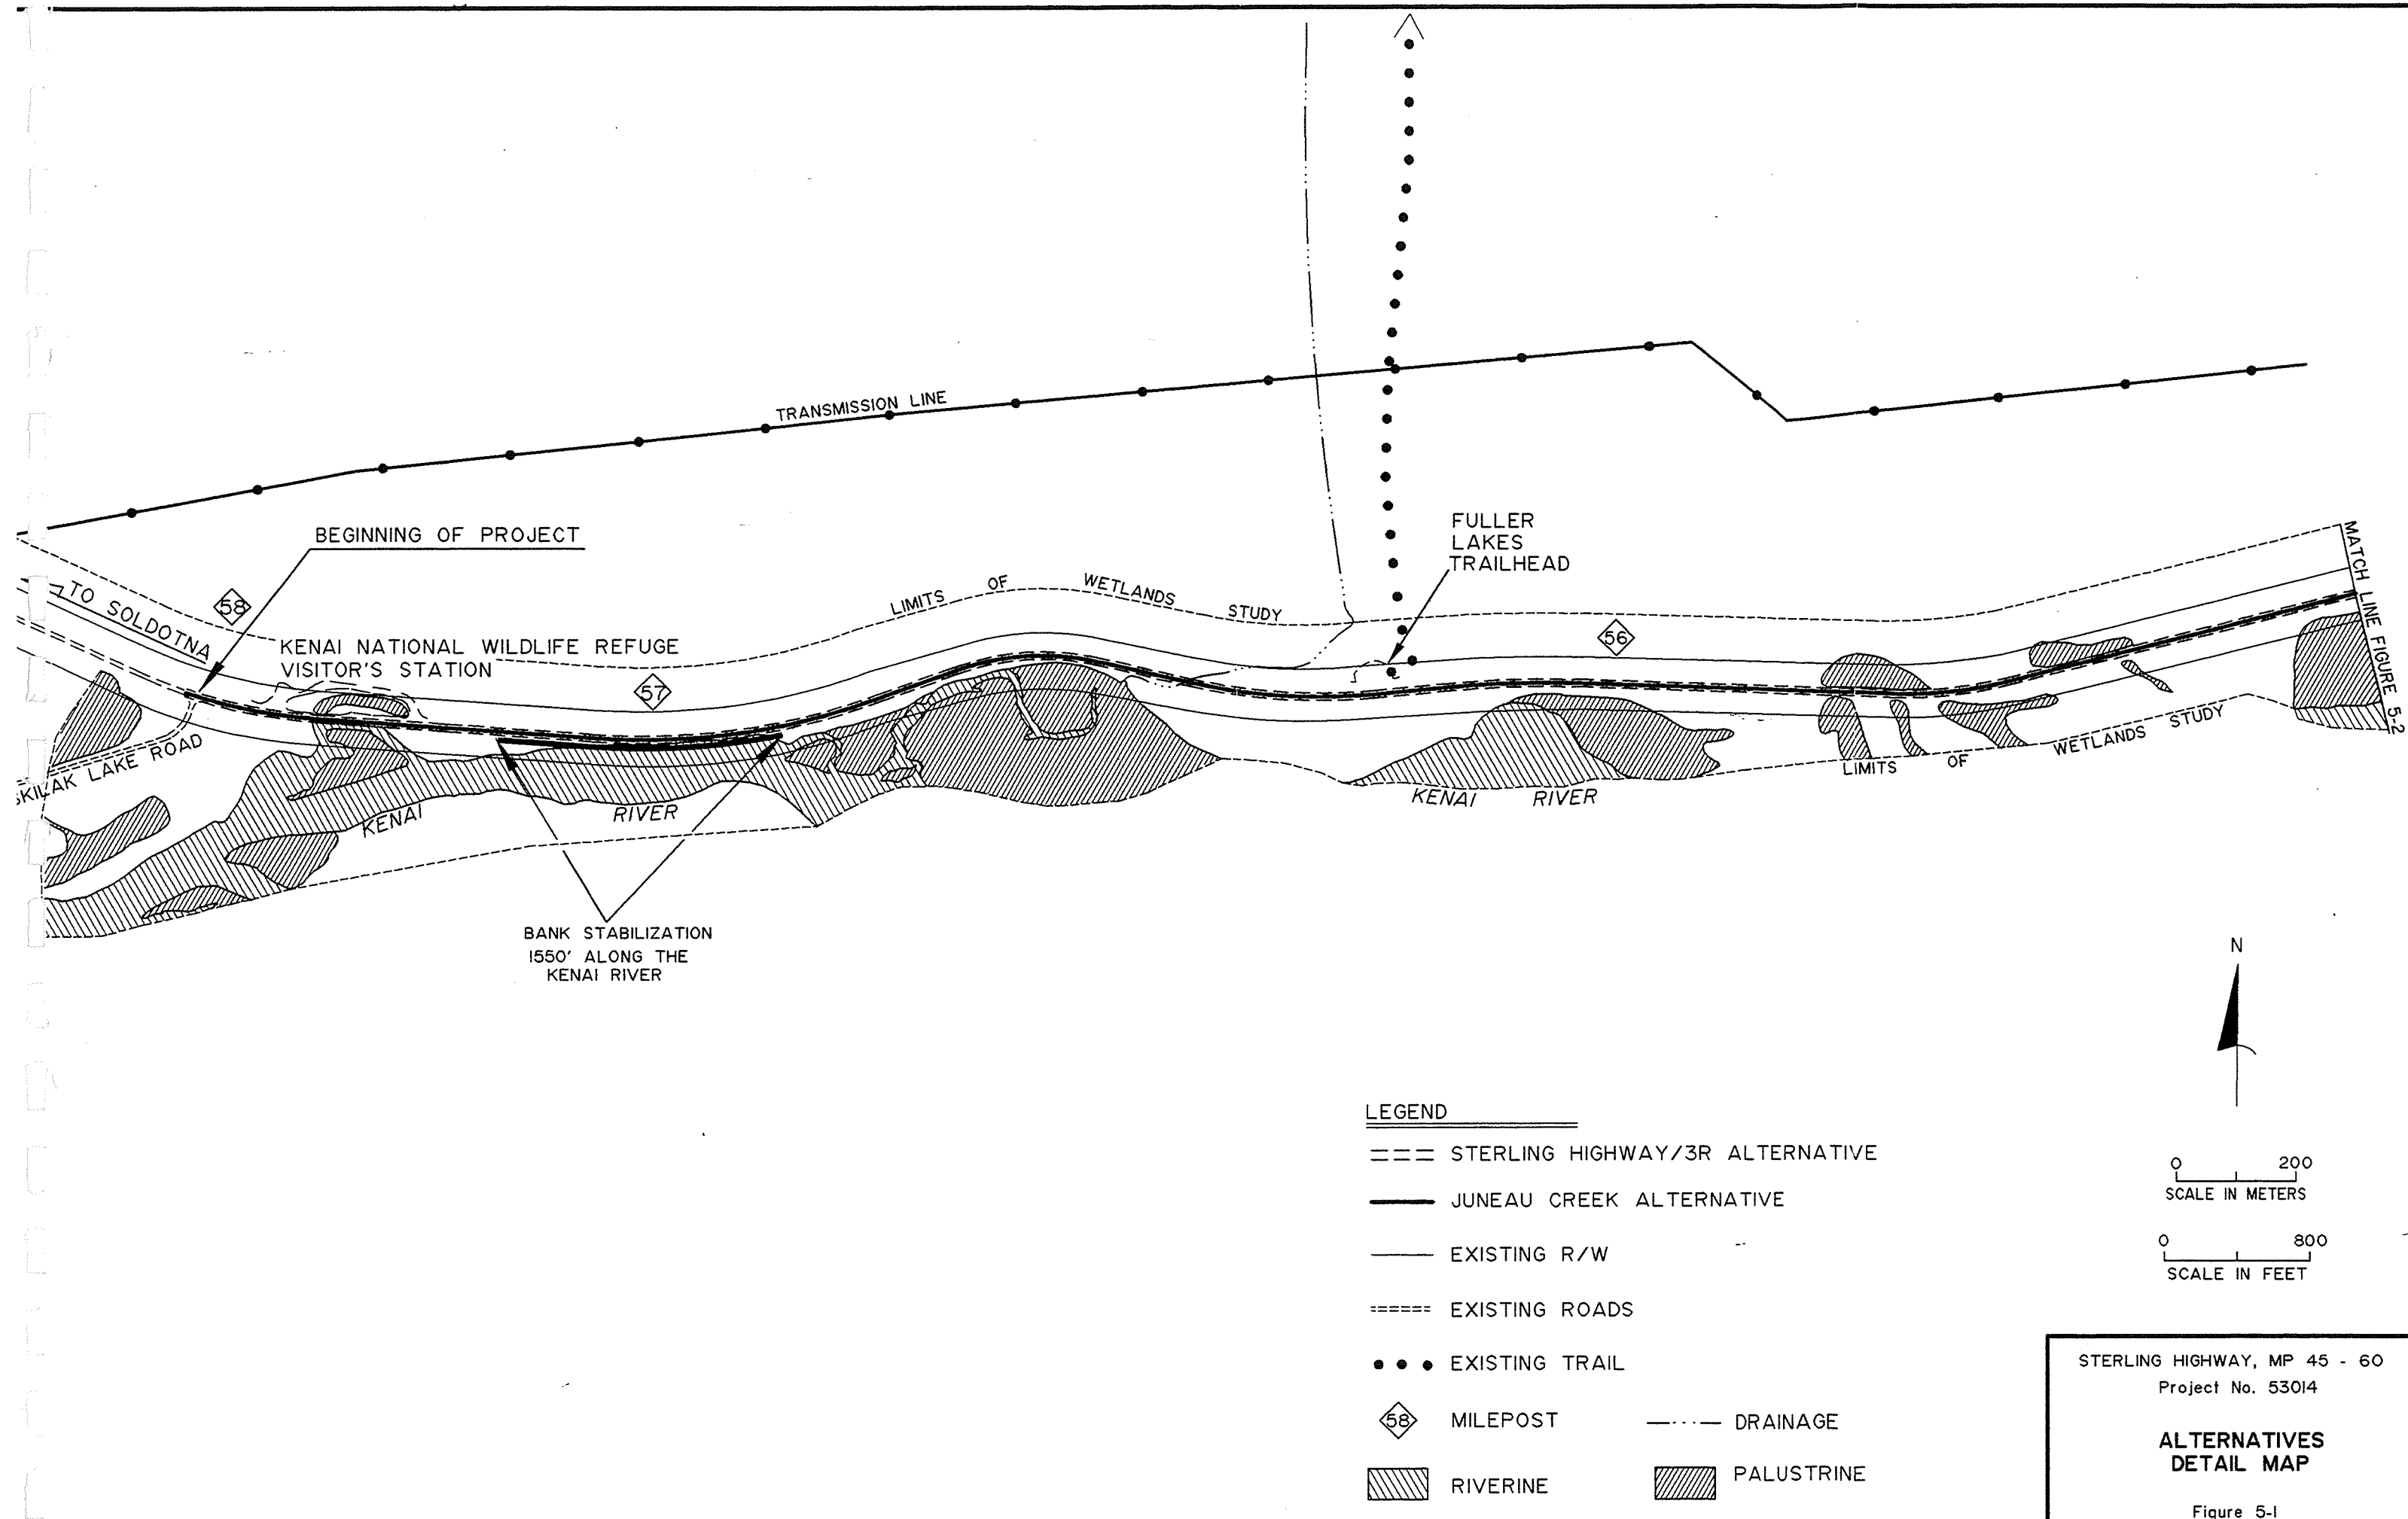 TRANSMISSION LINE
BEGINNING OF PROJECT
FULLER
LAKES
TRAILHEAD
TO SOLDOTNA
58
LIMITS OF WETLANDS STUDY
KENAI NATIONAL WILDLIFE REFUGE
VISITOR'S STATION
57
56
MATCH LINE FIGURE 5-2
SKILAK LAKE ROAD
KENAI RIVER
KENAI RIVER
LIMITS OF WETLANDS STUDY
BANK STABILIZATION
1550' ALONG THE
KENAI RIVER
N
0 200
SCALE IN METERS
0 800
SCALE IN FEET
LEGEND
STERLING HIGHWAY/3R ALTERNATIVE
JUNEAU CREEK ALTERNATIVE
EXISTING R/W
EXISTING ROADS
EXISTING TRAIL
58 MILEPOST
DRAINAGE
RIVERINE
PALUSTRINE
STERLING HIGHWAY, MP 45 - 60
Project No. 53014
ALTERNATIVES
DETAIL MAP
Figure 5-1